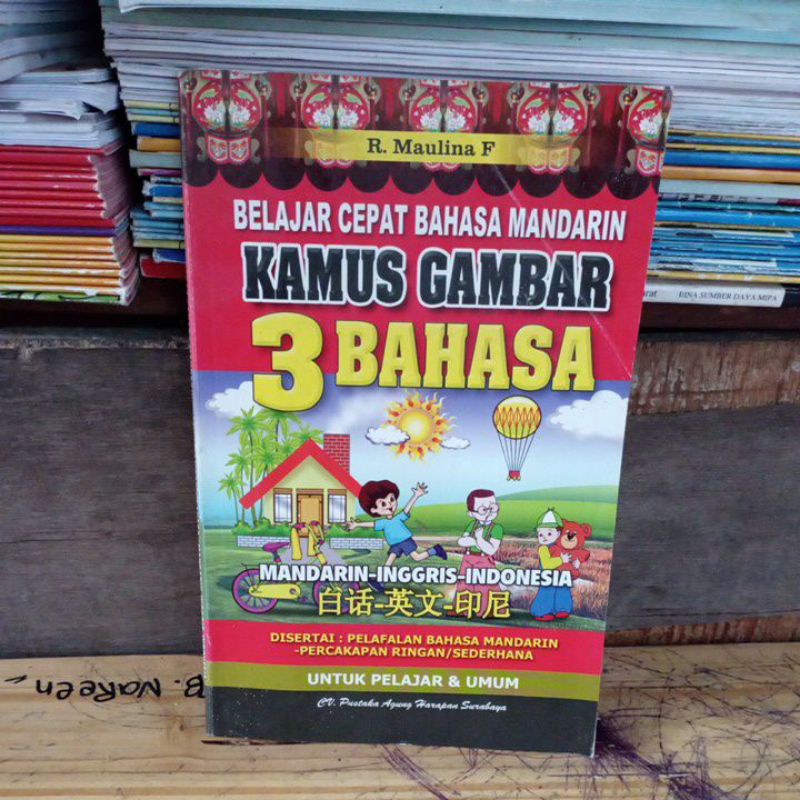 R. Maulina F
BELAJAR CEPAT BAHASA MANDARIN
KAMUS GAMBAR
3 BAHASA
MANDARIN-INGGRIS-INDONESIA
白话-英文-印尼
DISERTAI : PELAFALAN BAHASA MANDARIN
-PERCAKAPAN RINGAN/SEDERHANA
UNTUK PELAJAR & UMUM
CV. Pustaka Agung Harapan Surabaya
BINA SUMBER DAYA MIPA
B. NaReen